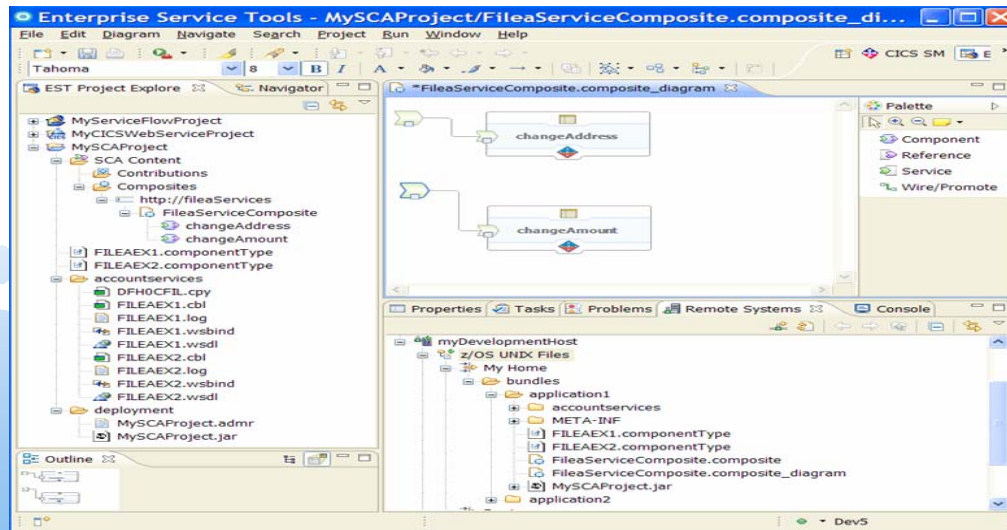 Enterprise Service Tools - MySCAProject/FileaServiceComposite.composite_di...
File Edit Diagram Navigate Search Project Run Window Help
CICS SM E
Tahoma 8 B I A
EST Project Explore
Navigator
MyServiceFlowProject
MyCICSWebServiceProject
MySCAProject
SCA Content
Contributions
Composites
http://fileaServices
FileaServiceComposite
changeAddress
changeAmount
FILEAEX1.componentType
FILEAEX2.componentType
accountservices
DFH0CFIL.cpy
FILEAEX1.cbl
FILEAEX1.log
FILEAEX1.wsbind
FILEAEX1.wsdl
FILEAEX2.cbl
FILEAEX2.log
FILEAEX2.wsbind
FILEAEX2.wsdl
deployment
MySCAProject.admr
MySCAProject.jar
Outline
*FileaServiceComposite.composite_diagram
changeAddress
changeAmount
Palette
Component
Reference
Service
Wire/Promote
Properties Tasks Problems Remote Systems Console
myDevelopmentHost
z/OS UNIX Files
My Home
bundles
application1
accountservices
META-INF
FILEAEX1.componentType
FILEAEX2.componentType
FileaServiceComposite.composite
FileaServiceComposite.composite_diagram
MySCAProject.jar
application2
Dev5